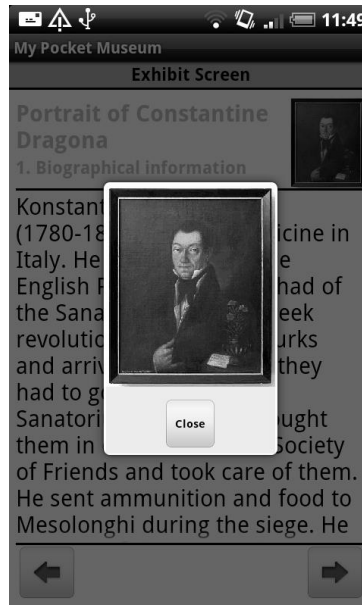 11:49
My Pocket Museum
Exhibit Screen
Portrait of Constantine
Dragona
1. Biographical information
Konstant
(1780-18 icine in
Italy. He e
English had of
the Sana eek
revolutio urks
and arriv they
had to g
Sanatori ught
them in Society
of Friends and took care of them.
He sent ammunition and food to
Mesolonghi during the siege. He
Close